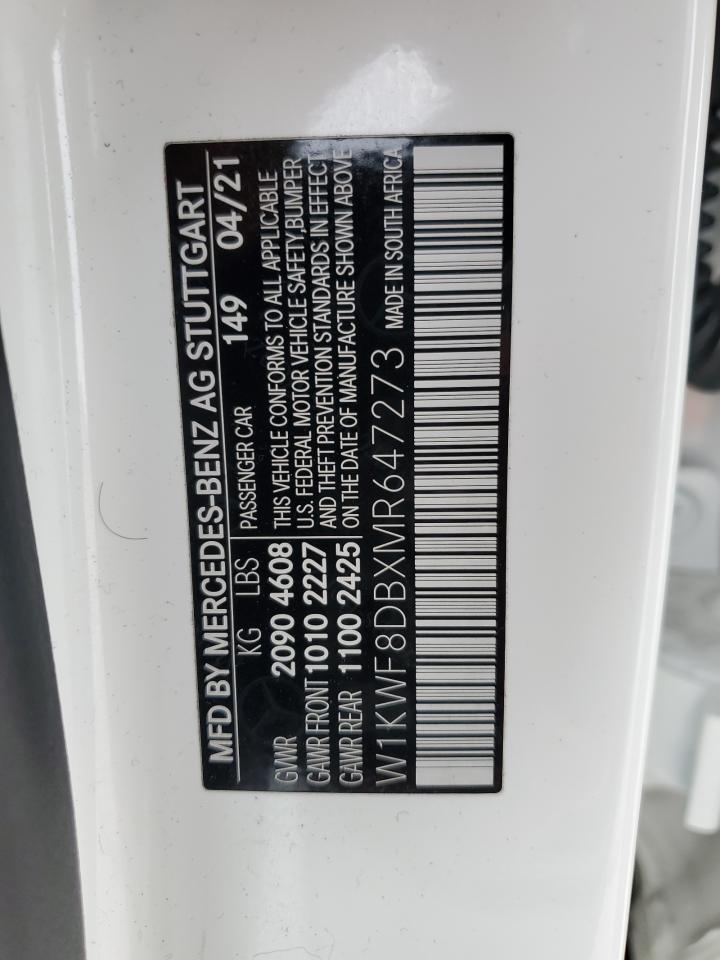 MFD BY MERCEDES-BENZ AG STUTTGART
KG LBS PASSENGER CAR 149 04/21
GVWR 2090 4608 THIS VEHICLE CONFORMS TO ALL APPLICABLE
GAWR FRONT 1010 2227 U.S. FEDERAL MOTOR VEHICLE SAFETY,BUMPER
GAWR REAR 1100 2425 AND THEFT PREVENTION STANDARDS IN EFFECT
ON THE DATE OF MANUFACTURE SHOWN ABOVE
W1KWF8DBXMR647273 MADE IN SOUTH AFRICA